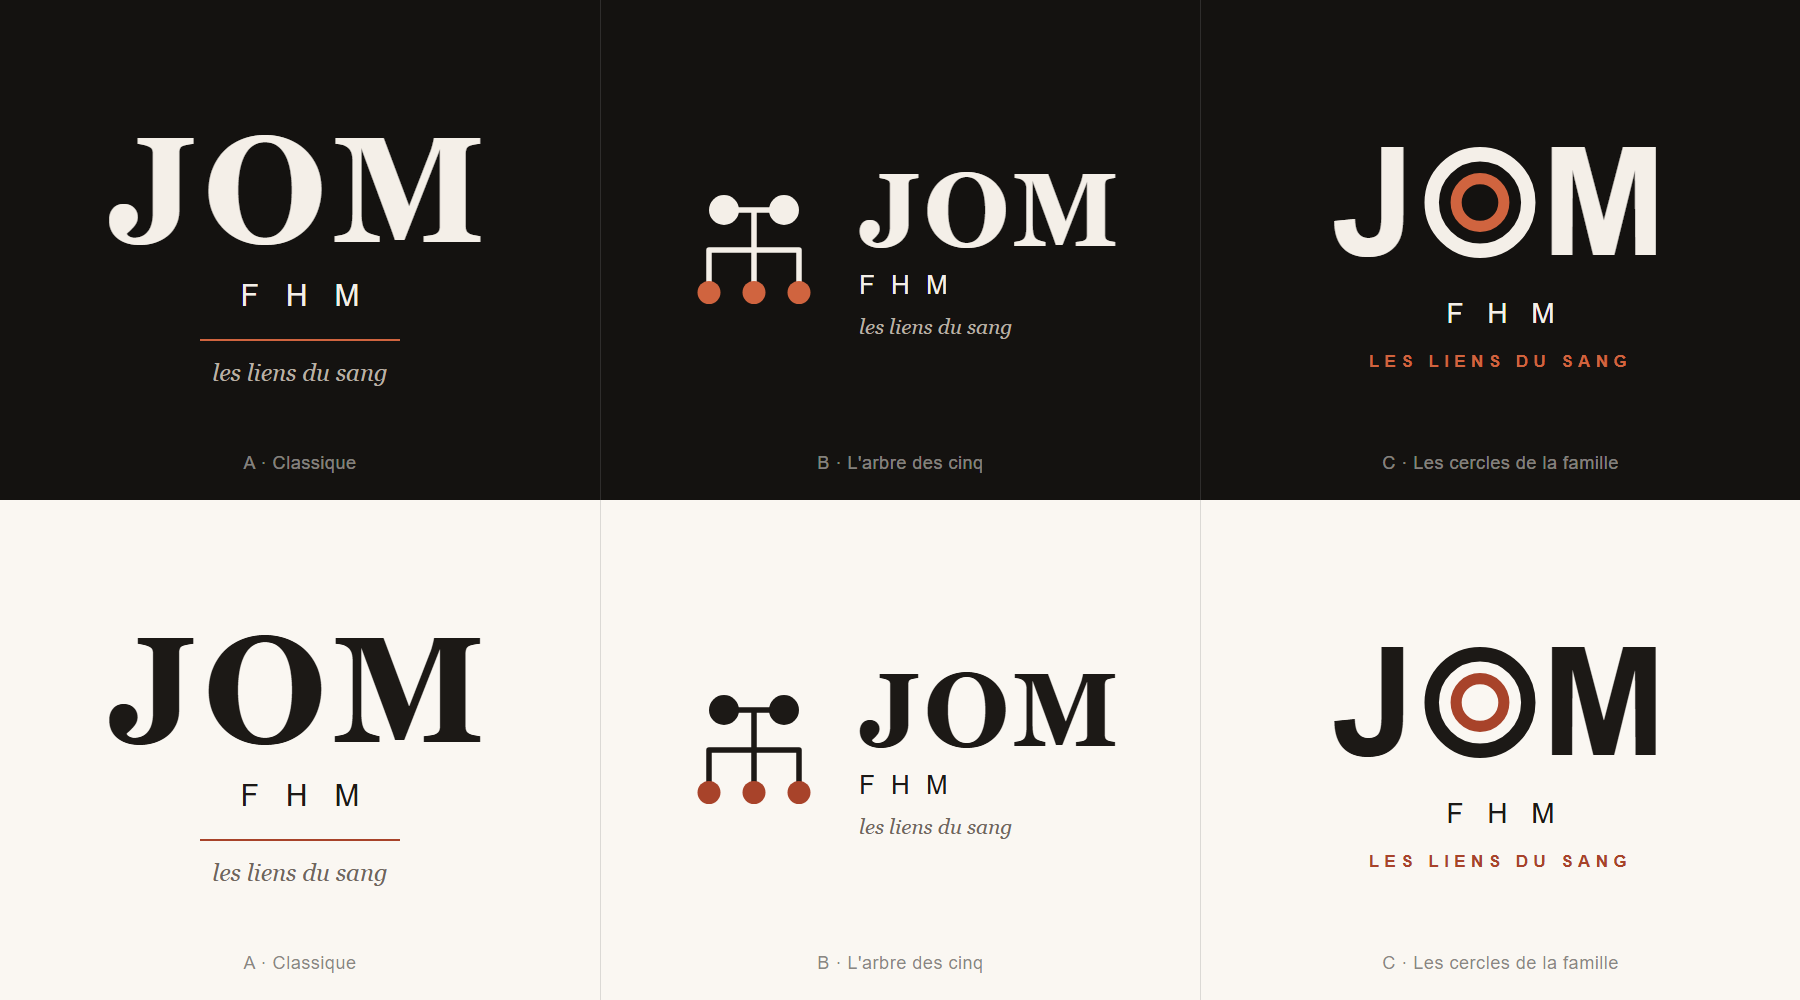 JOM
F H M
les liens du sang
A · Classique
JOM
F H M
les liens du sang
B · L'arbre des cinq
JOM
F H M
LES LIENS DU SANG
C · Les cercles de la famille
JOM
F H M
les liens du sang
A · Classique
JOM
F H M
les liens du sang
B · L'arbre des cinq
JOM
F H M
LES LIENS DU SANG
C · Les cercles de la famille